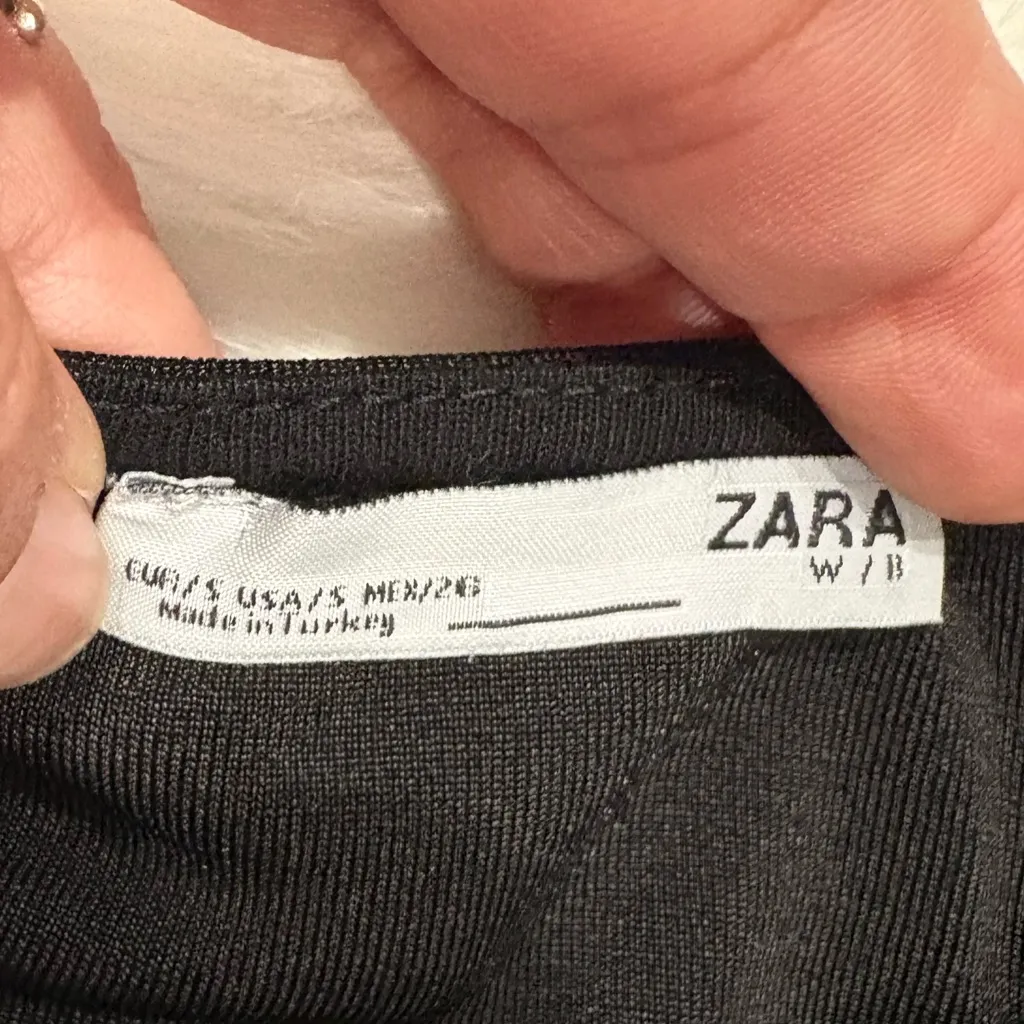 ZARA
W / B
EUR/S USA/S MEX/26
Made in Turkey